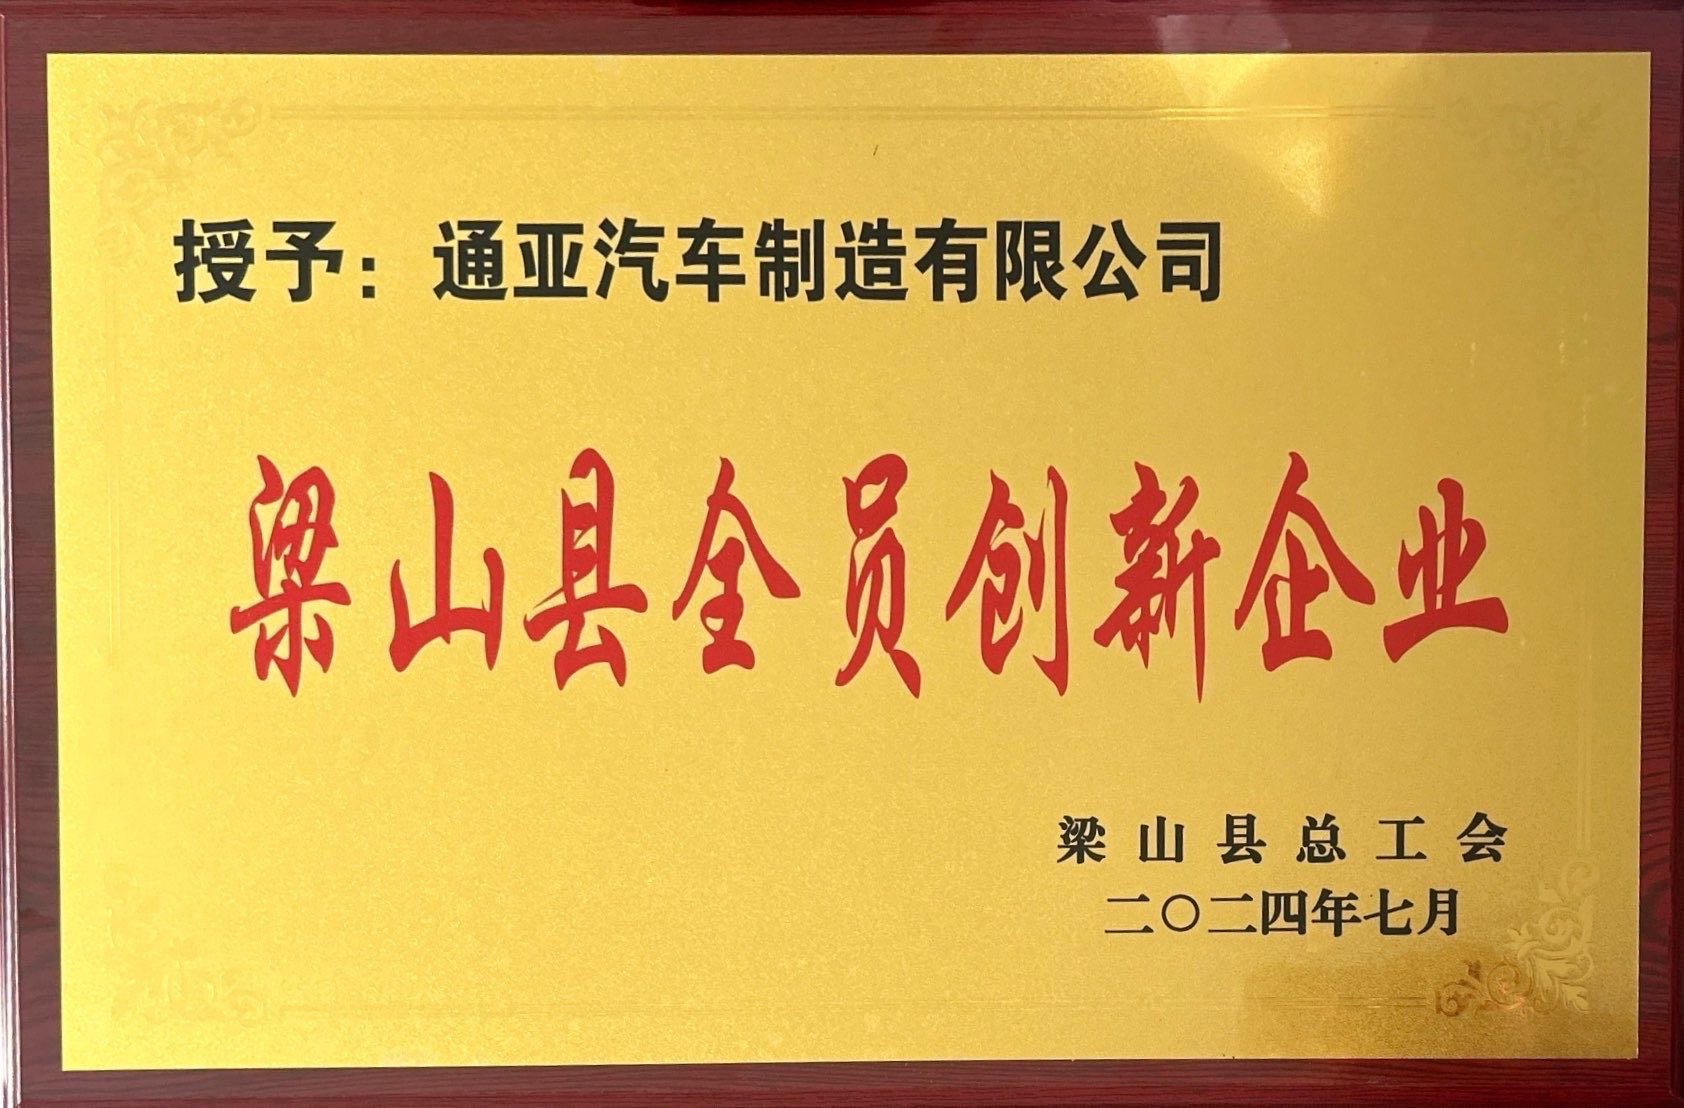 授予：通亚汽车制造有限公司
梁山县全员创新企业
梁山县总工会
二〇二四年七月